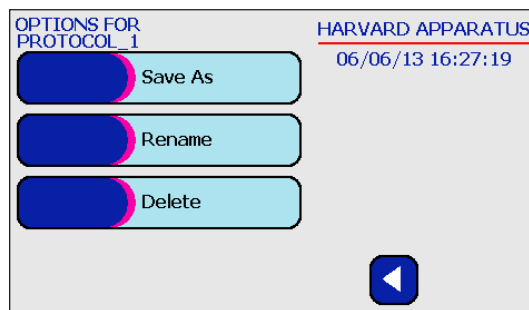 OPTIONS FOR
PROTOCOL_1
HARVARD APPARATUS
06/06/13 16:27:19
Save As
Rename
Delete